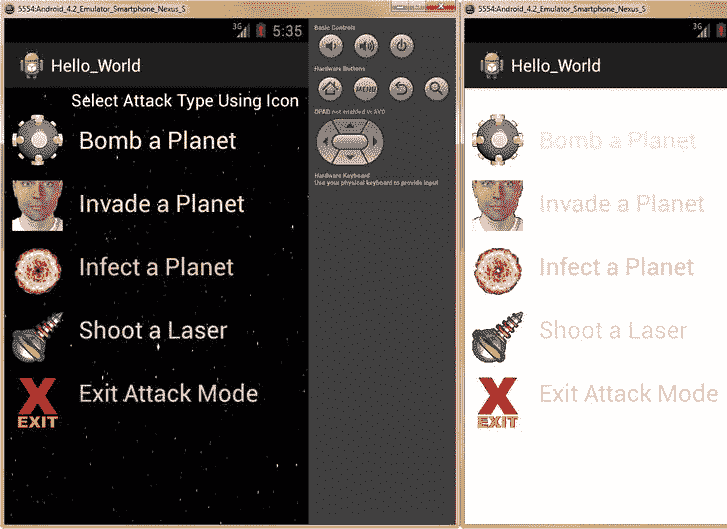 5554:Android_4.2_Emulator_Smartphone_Nexus_S
3G 5:35
Hello_World
Select Attack Type Using Icon
Bomb a Planet
Invade a Planet
Infect a Planet
Shoot a Laser
X
EXIT
Exit Attack Mode
Basic Controls
Hardware Buttons
MENU
DPAD not enabled in AVD
Hardware Keyboard
Use your physical keyboard to provide input
5554:Android_4.2_Emulator_Smartphone_Nexus_S
3G
Hello_World
Bomb a Planet
Invade a Planet
Infect a Planet
Shoot a Laser
X
EXIT
Exit Attack Mode